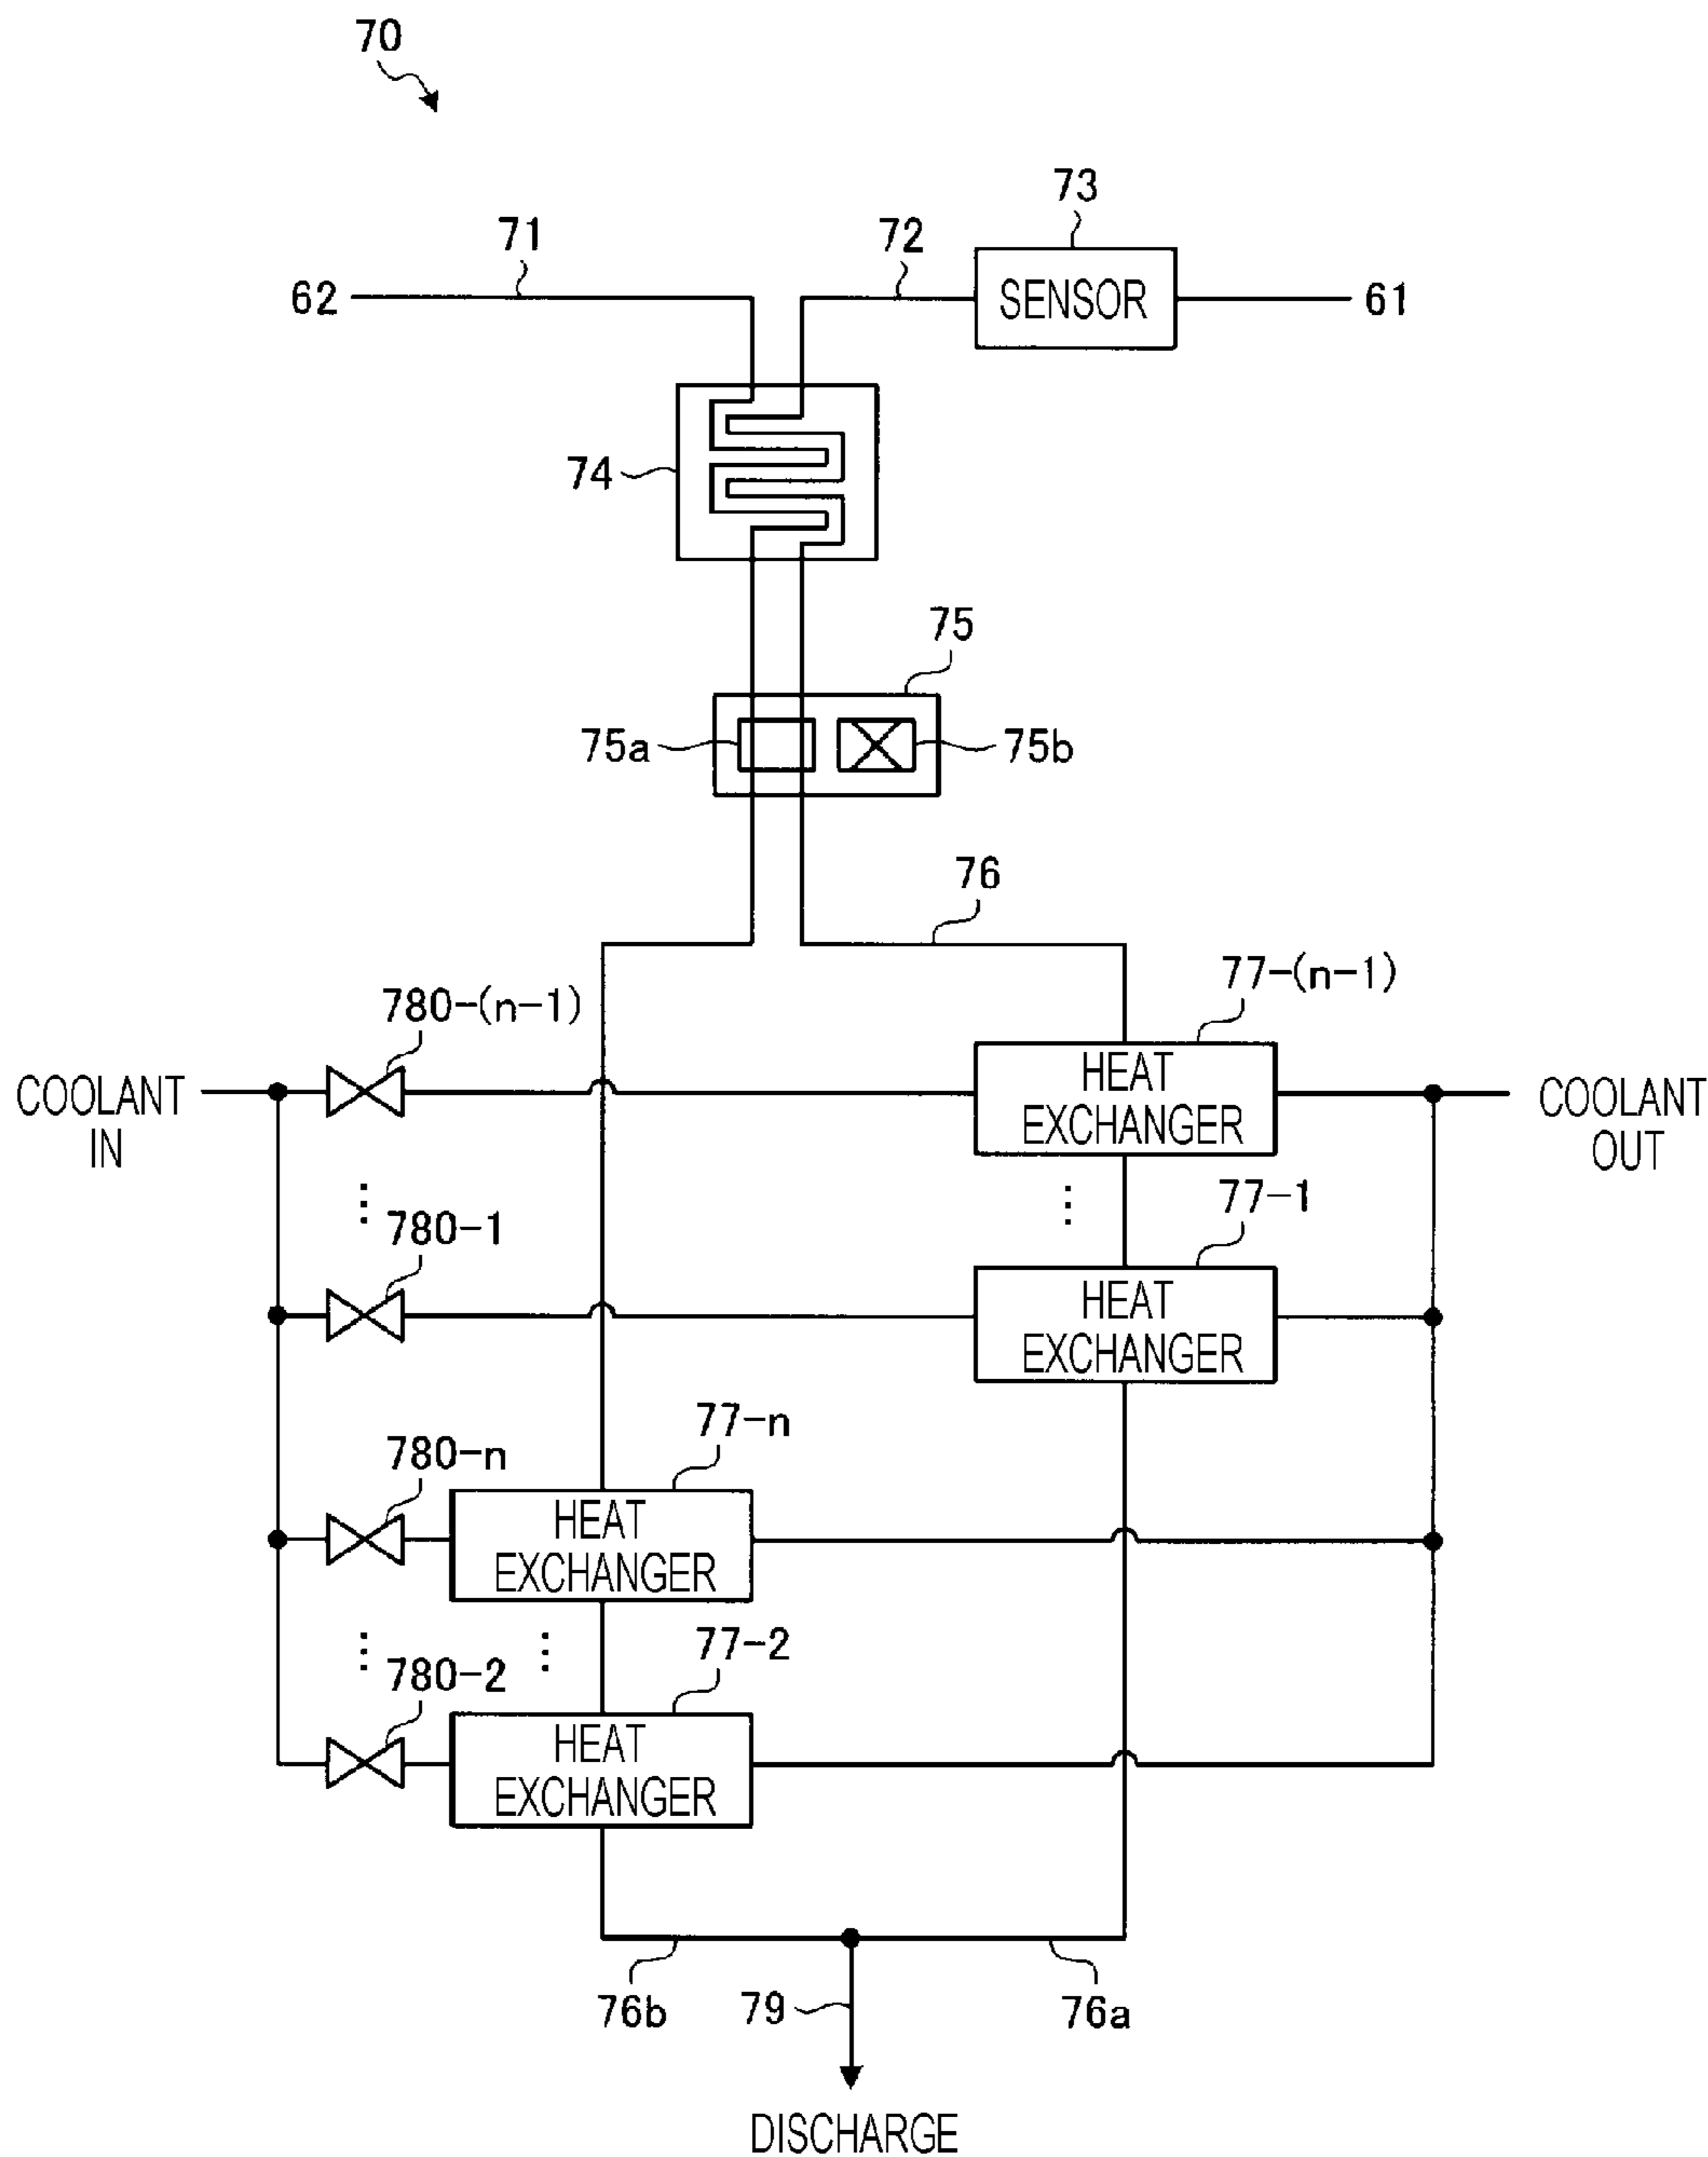 70
73
71
72
62
SENSOR
61
74
75
75a
75b
76
77-(n-1)
780-(n-1)
HEAT
EXCHANGER
COOLANT
IN
COOLANT
OUT
⋮
⋮
77-1
780-1
HEAT
EXCHANGER
77-n
780-n
HEAT
EXCHANGER
⋮
⋮
77-2
780-2
HEAT
EXCHANGER
76b
79
76a
DISCHARGE